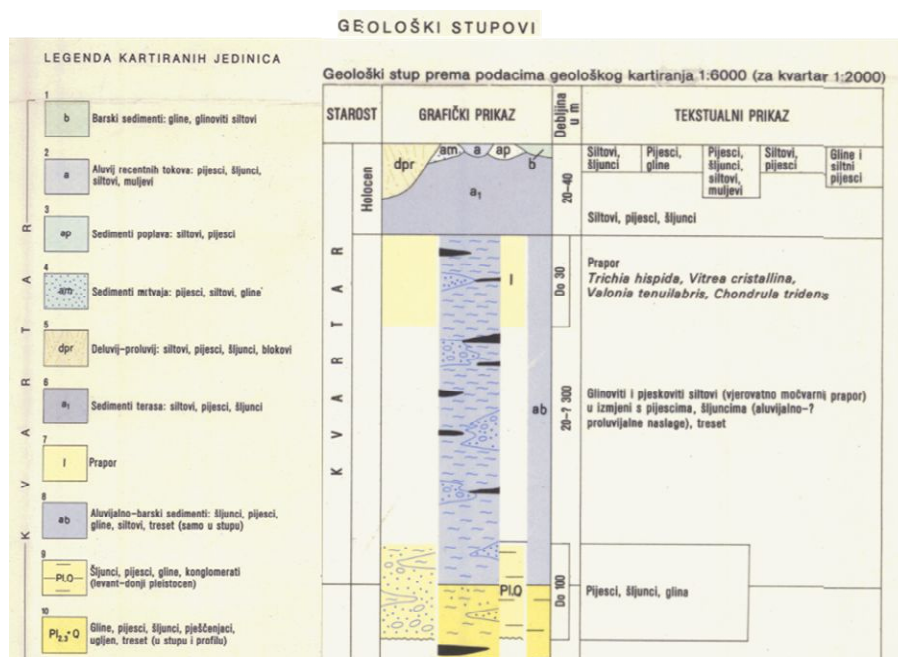 GEOLOŠKI STUPOVI
LEGENDA KARTIRANIH JEDINICA
KVARTAR
1
b
Barski sedimenti: gline, glinoviti siltovi
2
a
Aluvij recentnih tokova: pijesci, šljunci,
siltovi, muljevi
3
ap
Sedimenti poplava: siltovi, pijesci
4
am
Sedimenti mrtvaja: pijesci, siltovi, gline
5
dpr
Deluvij-proluvij: siltovi, pijesci, šljunci, blokovi
6
a1
Sedimenti terasa: siltovi, pijesci, šljunci
7
l
Prapor
8
ab
Aluvijalno-barski sedimenti: šljunci, pijesci,
gline, siltovi, treset (samo u stupu)
9
Pl,Q
Šljunci, pijesci, gline, konglomerati
(levant-donji pleistocen)
10
Pl2,3+Q
Gline, pijesci, šljunci, pješčenjaci,
ugljen, treset (u stupu i profilu)
Geološki stup prema podacima geološkog kartiranja 1:6000 (za kvartar 1:2000)
STAROST
GRAFIČKI PRIKAZ
Debljina
u m
TEKSTUALNI PRIKAZ
KVARTAR
Holocen
dpr
am
a
ap
b
a1
20-40
Siltovi,
šljunci
Pijesci,
gline
Pijesci,
šljunci,
siltovi,
muljevi
Siltovi,
pijesci
Gline i
siltni
pijesci
Siltovi, pijesci, šljunci
l
Do 30
Prapor
Trichia hispida, Vitrea cristallina,
Valonia tenuilabris, Chondrula tridens
ab
20-? 300
Glinoviti i pjeskoviti siltovi (vjerovatno močvarni prapor)
u izmjeni s pijescima, šljuncima (aluvijalno-?
proluvijalne naslage), treset
Pl,Q
Do 100
Pijesci, šljunci, glina